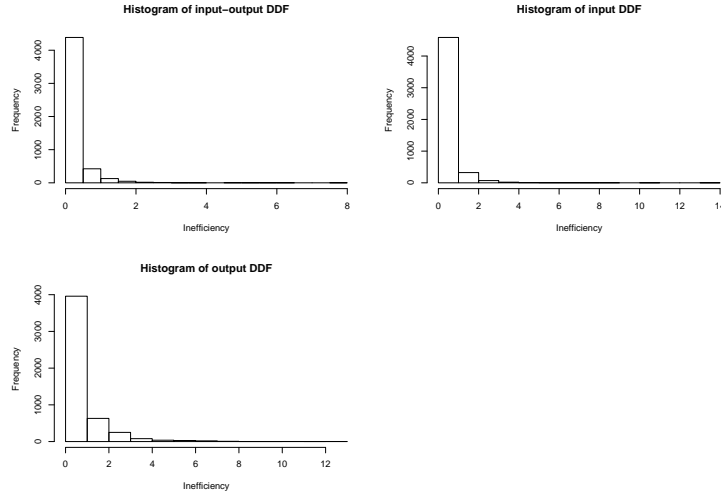 Histogram of input−output DDF
Frequency
0 1000 2000 3000 4000
0 2 4 6 8
Inefficiency
Histogram of input DDF
Frequency
0 1000 2000 3000 4000
0 2 4 6 8 10 12 14
Inefficiency
Histogram of output DDF
Frequency
0 1000 2000 3000 4000
0 2 4 6 8 10 12
Inefficiency